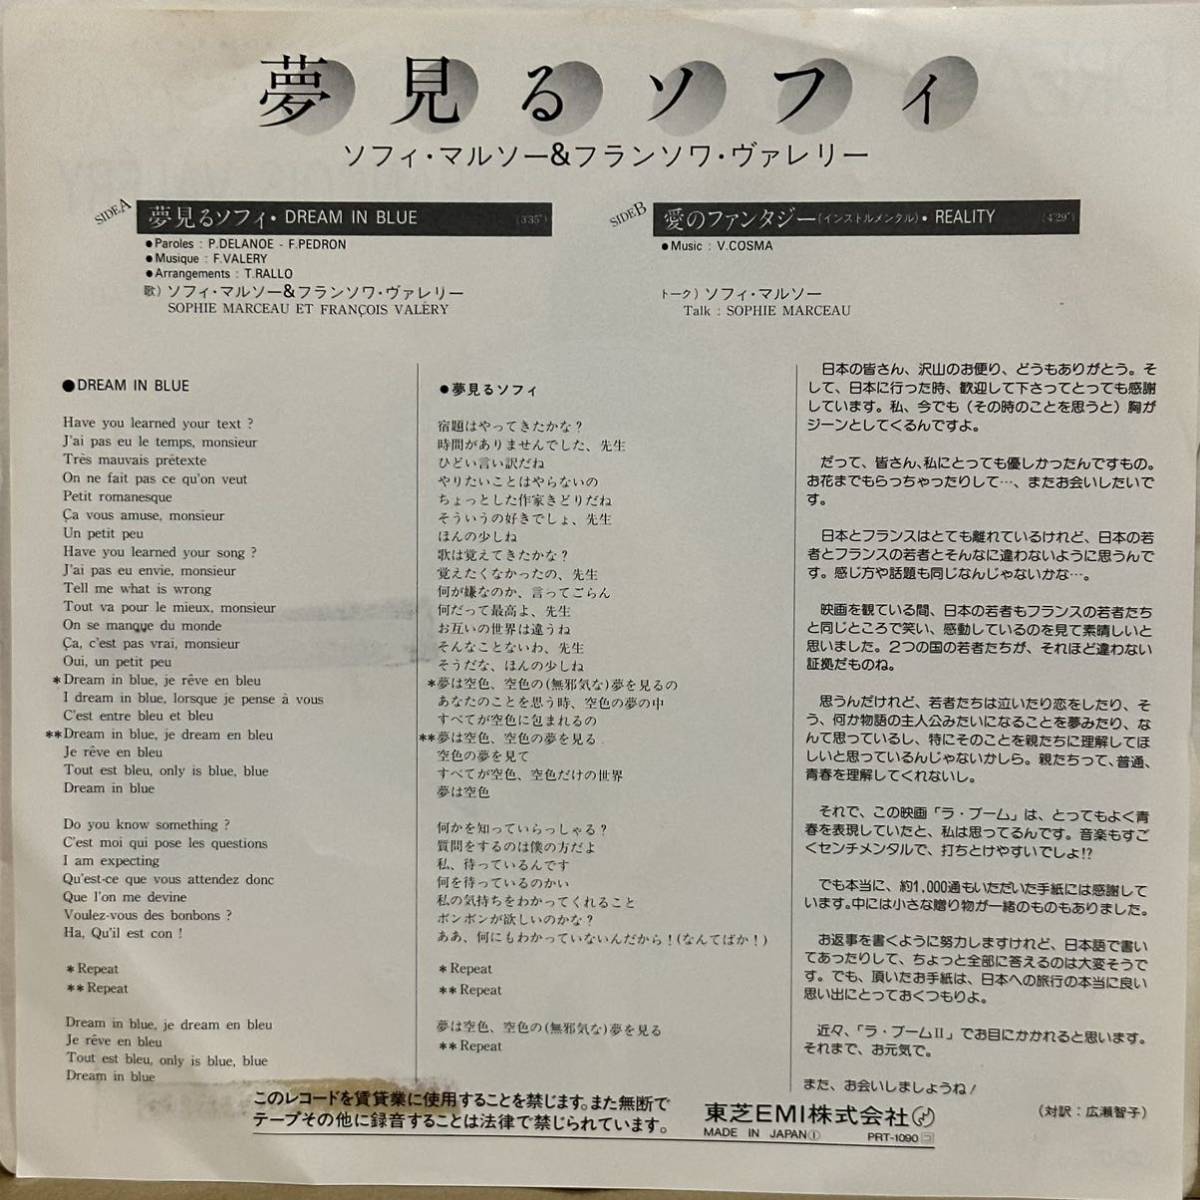 夢見るソフィ
ソフィ・マルソー&フランソワ・ヴァレリー
SIDE A
夢見るソフィ・DREAM IN BLUE (3'35")
●Paroles : P.DELANOE - F.PEDRON
●Musique : F.VALERY
●Arrangements : T.RALLO
歌) ソフィ・マルソー&フランソワ・ヴァレリー
SOPHIE MARCEAU ET FRANÇOIS VALÉRY
SIDE B
愛のファンタジー(インストルメンタル)・REALITY (4'29")
●Music : V.COSMA
トーク) ソフィ・マルソー
Talk : SOPHIE MARCEAU
●DREAM IN BLUE
Have you learned your text ?
J'ai pas eu le temps, monsieur
Très mauvais prétexte
On ne fait pas ce qu'on veut
Petit romanesque
Ça vous amuse, monsieur
Un petit peu
Have you learned your song ?
J'ai pas eu envie, monsieur
Tell me what is wrong
Tout va pour le mieux, monsieur
On se manque du monde
Ça, c'est pas vrai, monsieur
Oui, un petit peu
*Dream in blue, je rêve en bleu
I dream in blue, lorsque je pense à vous
C'est entre bleu et bleu
**Dream in blue, je dream en bleu
Je rêve en bleu
Tout est bleu, only is blue, blue
Dream in blue
Do you know something ?
C'est moi qui pose les questions
I am expecting
Qu'est-ce que vous attendez donc
Que l'on me devine
Voulez-vous des bonbons ?
Ha, Qu'il est con !
*Repeat
**Repeat
Dream in blue, je dream en bleu
Je rêve en bleu
Tout est bleu, only is blue, blue
Dream in blue
●夢見るソフィ
宿題はやってきたかな？
時間がありませんでした、先生
ひどい言い訳だね
やりたいことはやらないの
ちょっとした作家きどりだね
そういうの好きでしょ、先生
ほんの少しね
歌は覚えてきたかな？
覚えたくなかったの、先生
何が嫌なのか、言ってごらん
何だって最高よ、先生
お互いの世界は違うね
そんなことないわ、先生
そうだな、ほんの少しね
*夢は空色、空色の(無邪気な)夢を見るの
あなたのことを思う時、空色の夢の中
すべてが空色に包まれるの
**夢は空色、空色の夢を見る
空色の夢を見て
すべてが空色、空色だけの世界
夢は空色
何かを知っていらっしゃる？
質問をするのは僕の方だよ
私、待っているんです
何を待っているのかい
私の気持ちをわかってくれること
ボンボンが欲しいのかな？
ああ、何にもわかっていないんだから！(なんてばか！)
*Repeat
**Repeat
夢は空色、空色の(無邪気な)夢を見る
**Repeat
日本の皆さん、沢山のお便り、どうもありがとう。そ
して、日本に行った時、歓迎して下さってとっても感謝
しています。私、今でも（その時のことを思うと）胸が
ジーンとしてくるんですよ。
だって、皆さん、私にとっても優しかったんですもの。
お花までもらっちゃったりして…、またお会いしたいで
す。
日本とフランスはとても離れているけれど、日本の若
者とフランスの若者とそんなに違わないように思うんで
す。感じ方や話題も同じなんじゃないかな…。
映画を観ている間、日本の若者もフランスの若者たち
と同じところで笑い、感動しているのを見て素晴しいと
思いました。２つの国の若者たちが、それほど違わない
証拠だものね。
思うんだけれど、若者たちは泣いたり恋をしたり、そ
う、何か物語の主人公みたいになることを夢みたり、な
んて思っているし、特にそのことを親たちに理解してほ
しいと思っているんじゃないかしら。親たちって、普通、
青春を理解してくれないし。
それで、この映画「ラ・ブーム」は、とってもよく青
春を表現していたと、私は思ってるんです。音楽もすご
くセンチメンタルで、打ちとけやすいでしょ!?
でも本当に、約1,000通もいただいた手紙には感謝して
います。中には小さな贈り物が一緒のものもありました。
お返事を書くように努力しますけれど、日本語で書い
てあったりして、ちょっと全部に答えるのは大変そうで
す。でも、頂いたお手紙は、日本への旅行の本当に良い
思い出にとっておくつもりよ。
近々、「ラ・ブームII」でお目にかかれると思います。
それまで、お元気で。
また、お会いしましょうね！
(対訳：広瀬智子)
このレコードを賃貸業に使用することを禁じます。また無断で
テープその他に録音することは法律で禁じられています。
東芝EMI株式会社
MADE IN JAPAN Ⓘ PRT-1090 コ